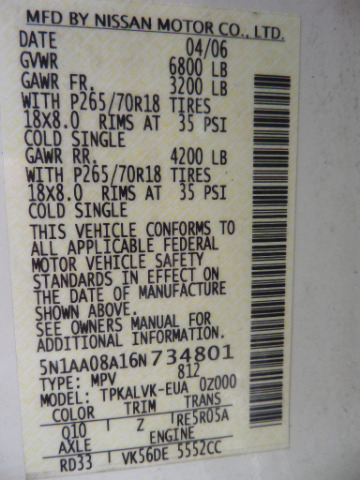 MFD BY NISSAN MOTOR CO., LTD.
DATE 04/06
GVWR 6800 LB
GAWR FR. 3200 LB
WITH P265/70R18 TIRES
18X8.0 RIMS AT 35 PSI
COLD SINGLE
GAWR RR. 4200 LB
WITH P265/70R18 TIRES
18X8.0 RIMS AT 35 PSI
COLD SINGLE
THIS VEHICLE CONFORMS TO
ALL APPLICABLE FEDERAL
MOTOR VEHICLE SAFETY
STANDARDS IN EFFECT ON
THE DATE OF MANUFACTURE
SHOWN ABOVE.
SEE OWNERS MANUAL FOR
ADDITIONAL INFORMATION.
5N1AA08A16N734801
TYPE: MPV 812
MODEL: TPKALVK-EUA 0Z000
COLOR TRIM TRANS
Q10 Z RE5R05A
AXLE ENGINE
RD33 VK56DE 5552CC